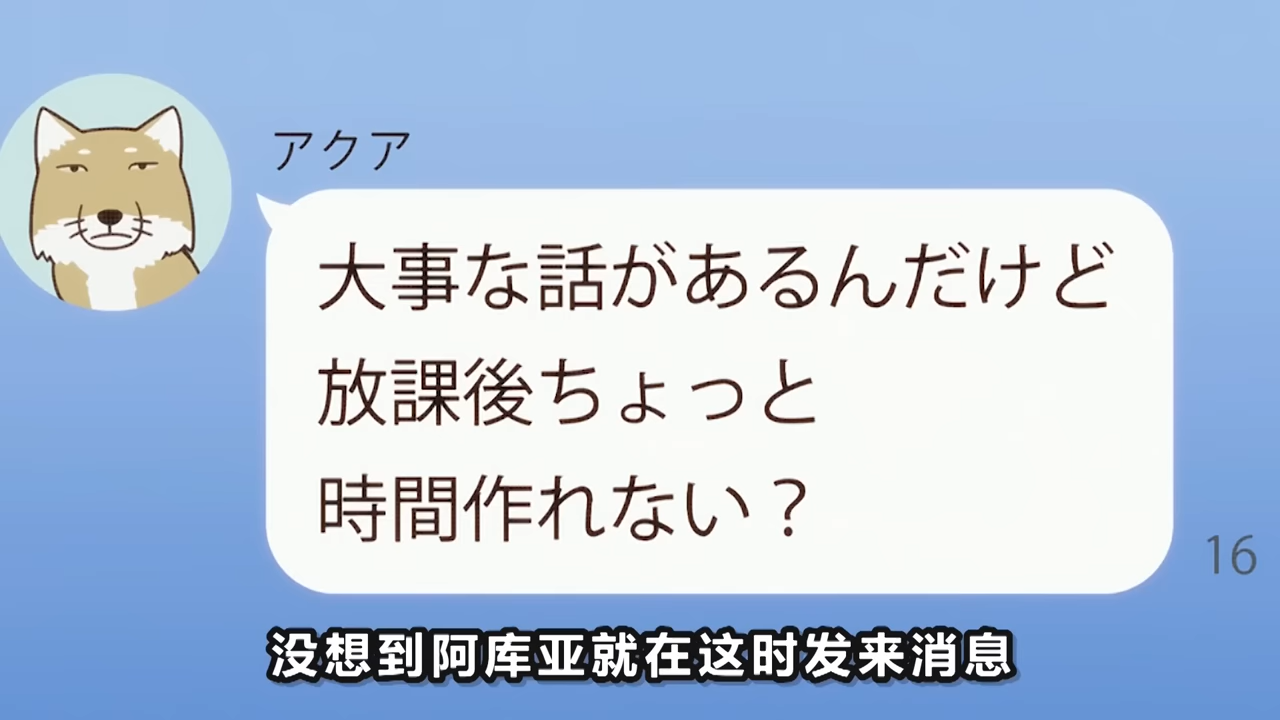 アクア
大事な話があるんだけど
放課後ちょっと
時間作れない？
16
没想到阿库亚就在这时发来消息